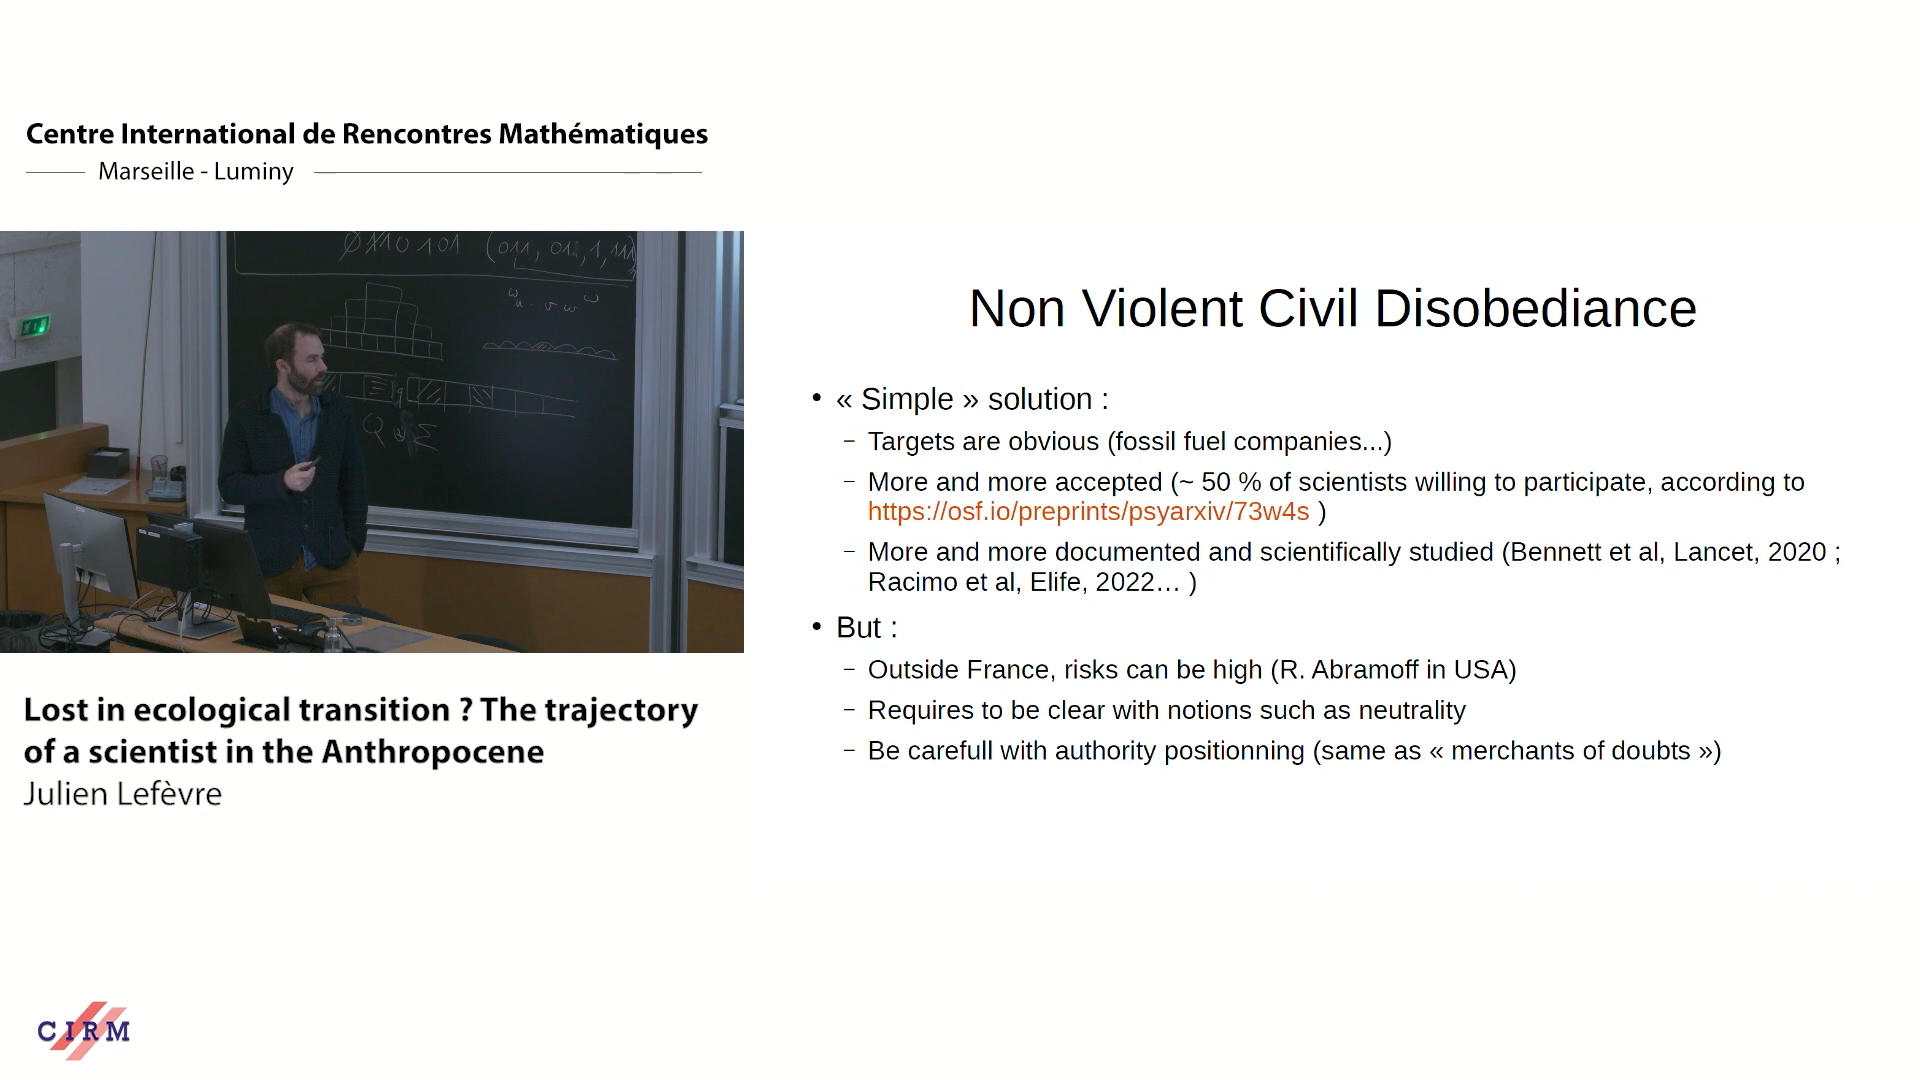 Centre International de Rencontres Mathématiques
Marseille - Luminy
Lost in ecological transition ? The trajectory
of a scientist in the Anthropocene
Julien Lefèvre
CIRM
Non Violent Civil Disobediance
• « Simple » solution :
– Targets are obvious (fossil fuel companies...)
– More and more accepted (~ 50 % of scientists willing to participate, according to
https://osf.io/preprints/psyarxiv/73w4s )
– More and more documented and scientifically studied (Bennett et al, Lancet, 2020 ;
Racimo et al, Elife, 2022… )
• But :
– Outside France, risks can be high (R. Abramoff in USA)
– Requires to be clear with notions such as neutrality
– Be carefull with authority positionning (same as « merchants of doubts »)